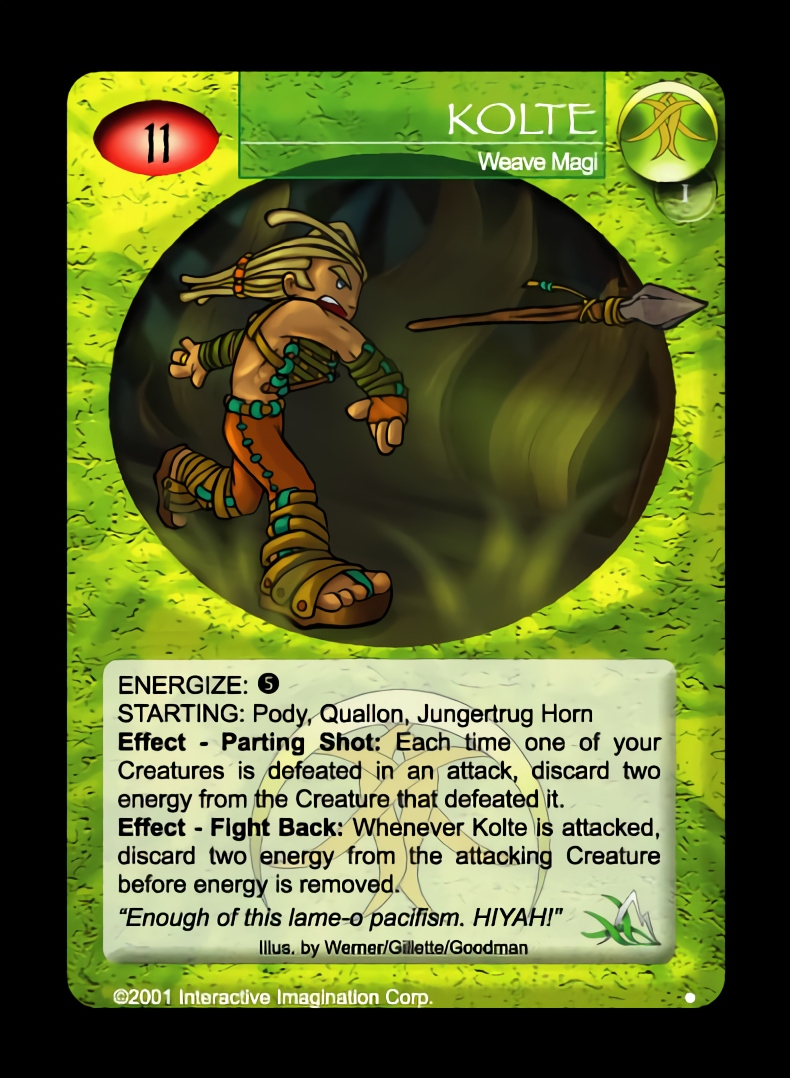 11
KOLTE
Weave Magi
I
ENERGIZE: ❺
STARTING: Pody, Quallon, Jungertrug Horn
Effect - Parting Shot: Each time one of your
Creatures is defeated in an attack, discard two
energy from the Creature that defeated it.
Effect - Fight Back: Whenever Kolte is attacked,
discard two energy from the attacking Creature
before energy is removed.
“Enough of this lame-o pacifism. HIYAH!”
Illus. by Werner/Gillette/Goodman
©2001 Interactive Imagination Corp.